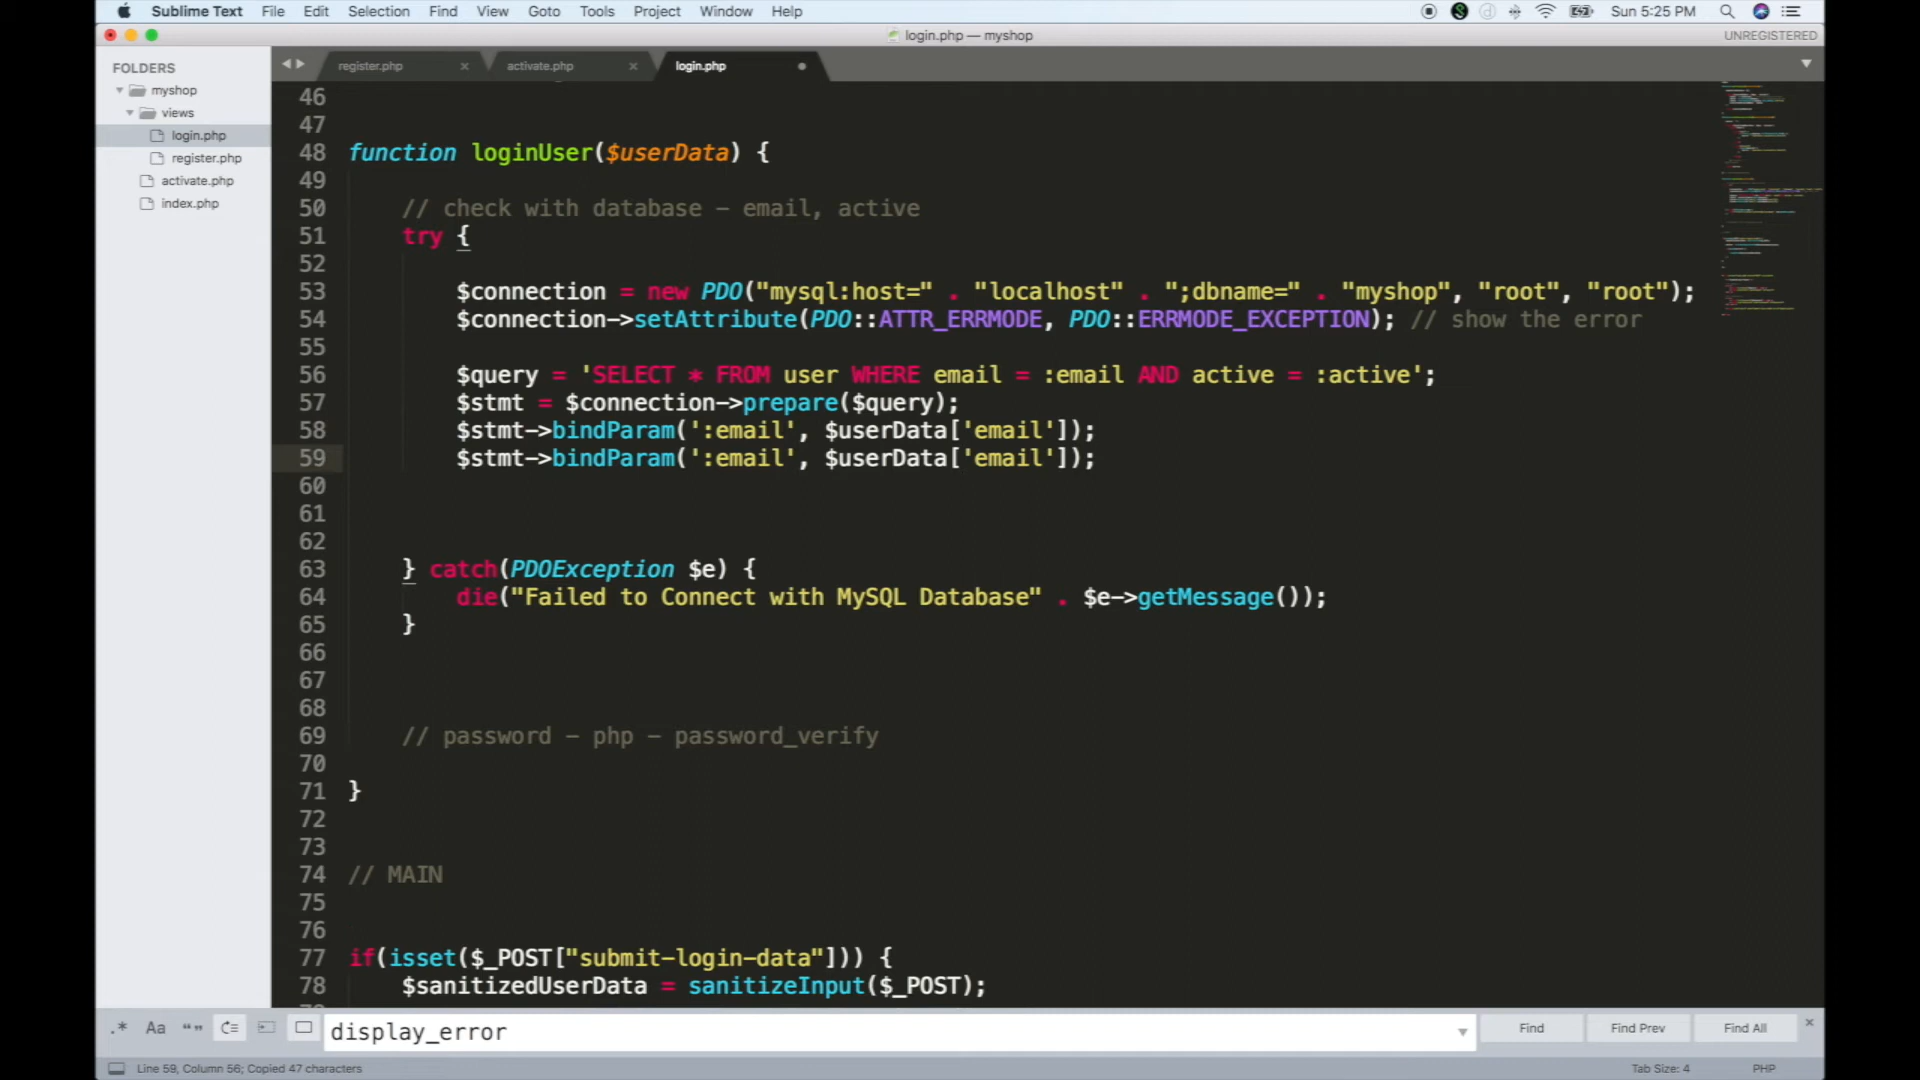 Sublime Text File Edit Selection Find View Goto Tools Project Window Help Sun 5:25 PM
login.php — myshop UNREGISTERED
FOLDERS
myshop
views
login.php
register.php
activate.php
index.php
register.php activate.php login.php
46
47
48 function loginUser($userData) {
49
50 // check with database – email, active
51 try {
52
53 $connection = new PDO("mysql:host=" . "localhost" . ";dbname=" . "myshop", "root", "root");
54 $connection->setAttribute(PDO::ATTR_ERRMODE, PDO::ERRMODE_EXCEPTION); // show the error
55
56 $query = 'SELECT * FROM user WHERE email = :email AND active = :active';
57 $stmt = $connection->prepare($query);
58 $stmt->bindParam(':email', $userData['email']);
59 $stmt->bindParam(':email', $userData['email']);
60
61
62
63 } catch(PDOException $e) {
64 die("Failed to Connect with MySQL Database" . $e->getMessage());
65 }
66
67
68
69 // password – php – password_verify
70
71 }
72
73
74 // MAIN
75
76
77 if(isset($_POST["submit-login-data"])) {
78 $sanitizedUserData = sanitizeInput($_POST);
.* Aa “” display_error Find Find Prev Find All
Line 59, Column 56; Copied 47 characters Tab Size: 4 PHP